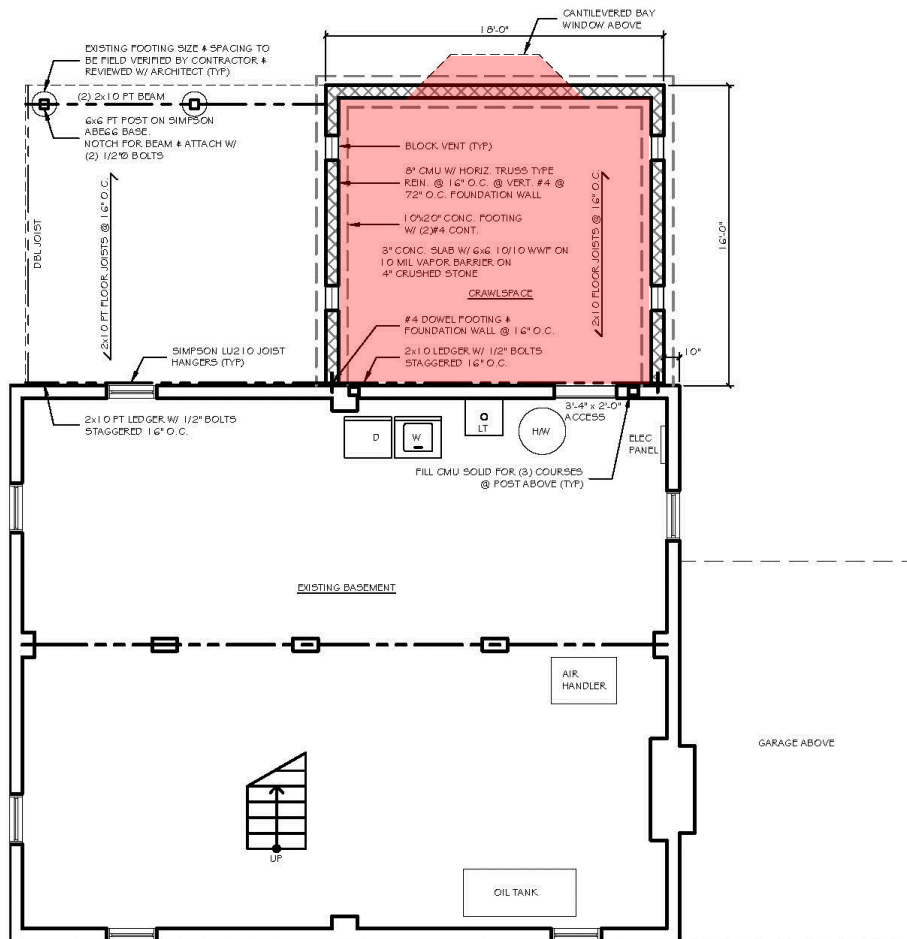 CANTILEVERED BAY
WINDOW ABOVE
18'-0"
EXISTING FOOTING SIZE & SPACING TO
BE FIELD VERIFIED BY CONTRACTOR &
REVIEWED W/ ARCHITECT (TYP)
(2) 2x10 PT BEAM
6x6 PT POST ON SIMPSON
ABE66 BASE.
NOTCH FOR BEAM & ATTACH W/
(2) 1/2"Ø BOLTS
DBL JOIST
2x10 PT FLOOR JOISTS @ 16" O.C.
BLOCK VENT (TYP)
8" CMU W/ HORIZ. TRUSS TYPE
REIN. @ 16" O.C. @ VERT. #4 @
72" O.C. FOUNDATION WALL
10"x20" CONC. FOOTING
W/ (2)#4 CONT.
3" CONC. SLAB W/ 6x6 10/10 WWF ON
10 MIL VAPOR BARRIER ON
4" CRUSHED STONE
CRAWLSPACE
2x10 FLOOR JOISTS @ 16" O.C.
16'-0"
#4 DOWEL FOOTING &
FOUNDATION WALL @ 16" O.C.
2x10 LEDGER W/ 1/2" BOLTS
STAGGERED 16" O.C.
10"
SIMPSON LU210 JOIST
HANGERS (TYP)
2x10 PT LEDGER W/ 1/2" BOLTS
STAGGERED 16" O.C.
D
W
LT
H/W
3'-4" x 2'-0"
ACCESS
ELEC
PANEL
FILL CMU SOLID FOR (3) COURSES
@ POST ABOVE (TYP)
EXISTING BASEMENT
AIR
HANDLER
GARAGE ABOVE
UP
OIL TANK